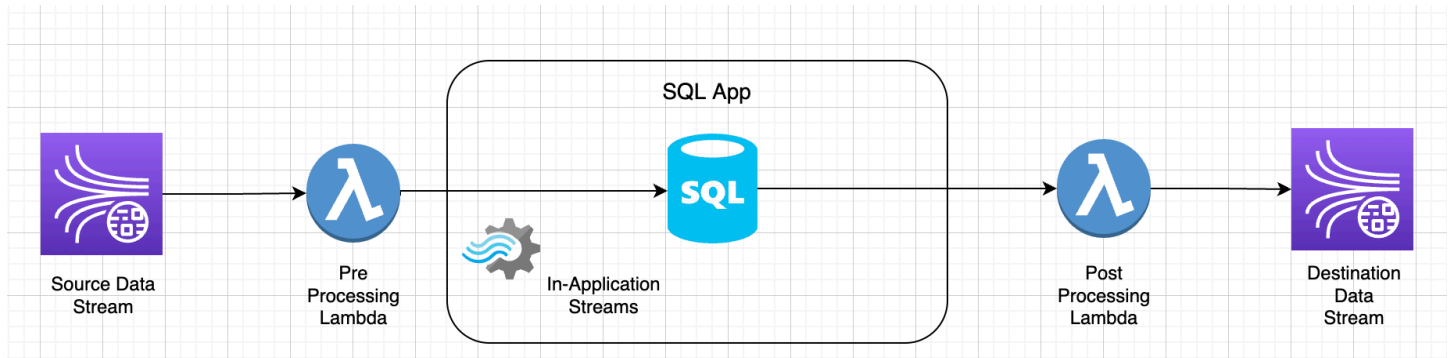 SQL App
SQL
Source Data
Stream
Pre
Processing
Lambda
In-Application
Streams
Post
Processing
Lambda
Destination
Data
Stream